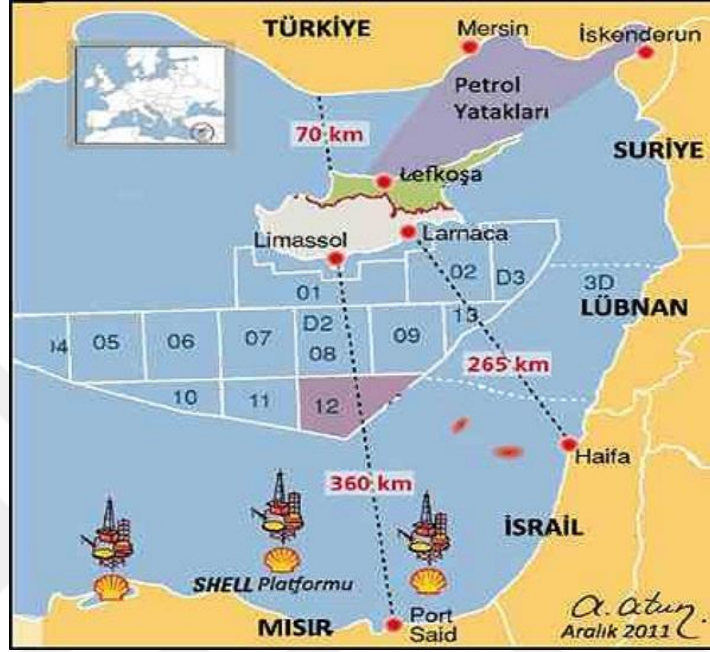 TÜRKİYE
Mersin
İskenderun
Petrol
Yatakları
70 km
SURİYE
Lefkoşa
Limassol
Larnaca
01
02
D3
3D
LÜBNAN
04
05
06
07
D2
08
09
13
265 km
10
11
12
Haifa
360 km
İSRAİL
SHELL Platformu
MISIR
Port
Said
a. atun
Aralık 2011